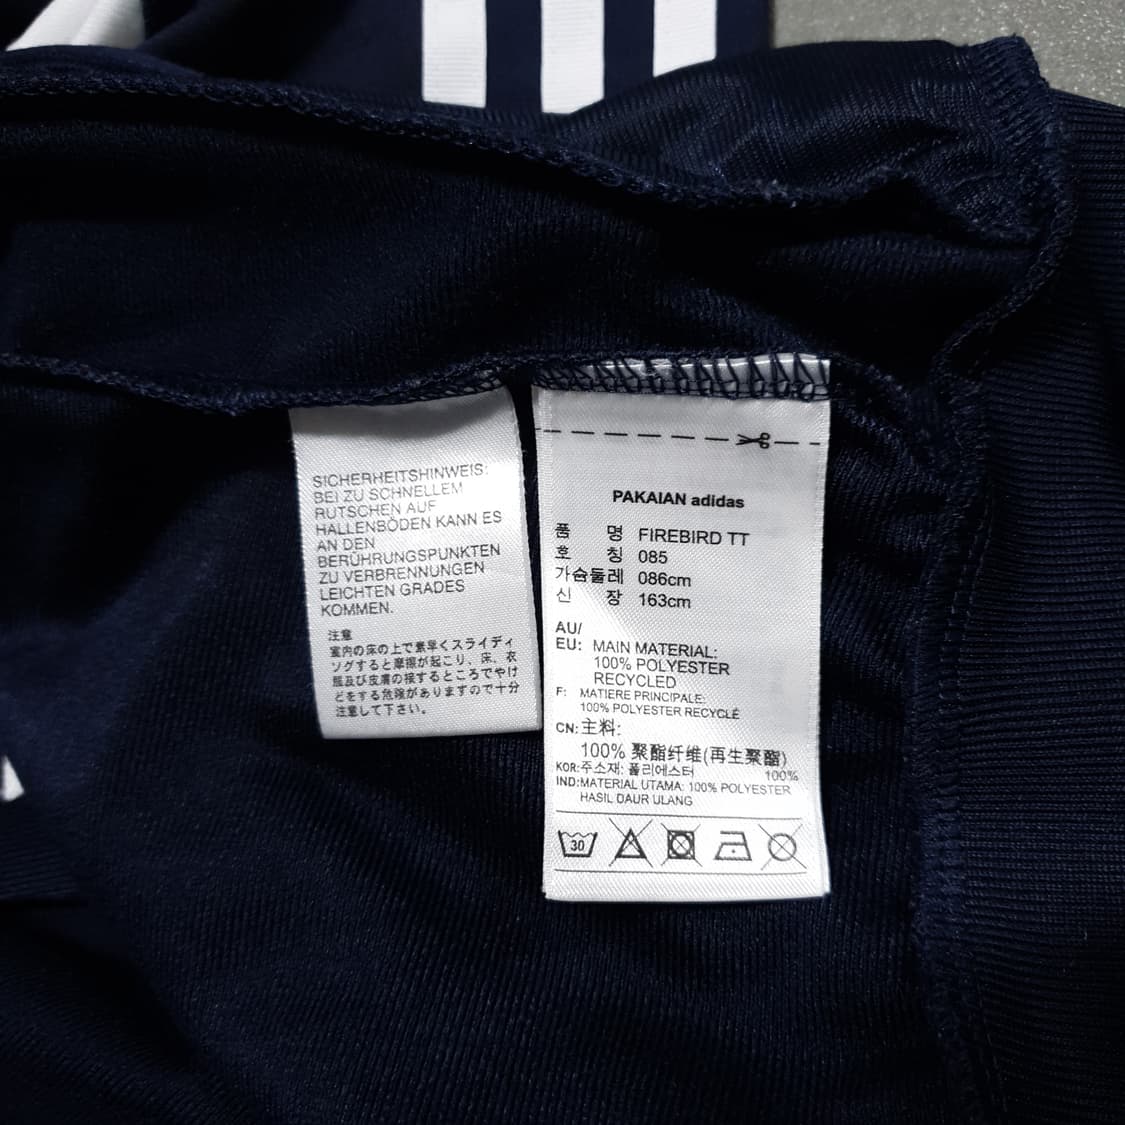 SICHERHEITSHINWEIS:
BEI ZU SCHNELLEM
RUTSCHEN AUF
HALLENBÖDEN KANN ES
AN DEN
BERÜHRUNGSPUNKTEN
ZU VERBRENNUNGEN
LEICHTEN GRADES
KOMMEN.
注意
室内の床の上で素早くスライディ
ングすると摩擦が起こり、床、衣
服及び皮膚の接するところでやけ
どをする危険がありますので十分
注意して下さい。
PAKAIAN adidas
품 명 FIREBIRD TT
호 칭 085
가슴둘레 086cm
신 장 163cm
AU/
EU: MAIN MATERIAL:
100% POLYESTER
RECYCLED
F: MATIERE PRINCIPALE:
100% POLYESTER RECYCLÉ
CN: 主料:
100% 聚酯纤维(再生聚酯)
KOR:주소재: 폴리에스터 100%
IND:MATERIAL UTAMA: 100% POLYESTER
HASIL DAUR ULANG
30